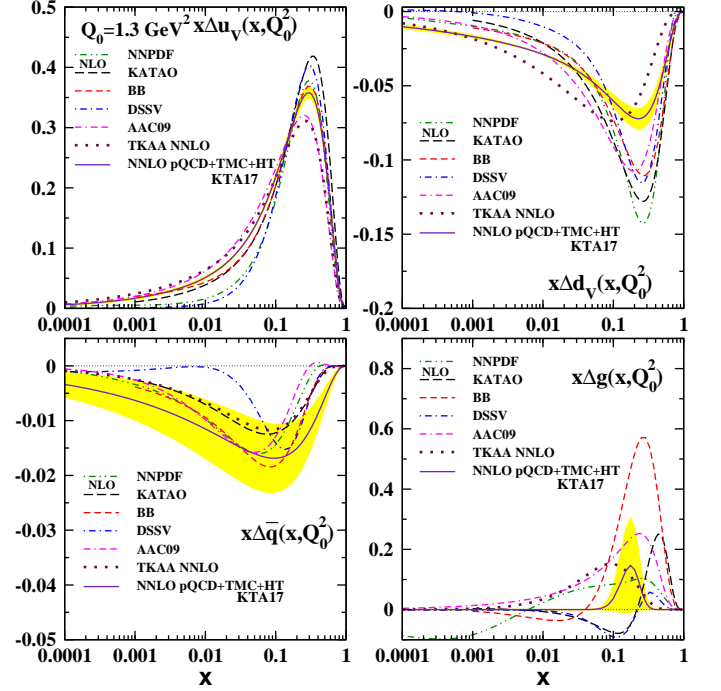 Q₀=1.3 GeV² xΔu_V(x,Q₀²)
NNPDF
NLO
KATAO
BB
DSSV
AAC09
TKAA NNLO
NNLO pQCD+TMC+HT
KTA17
0.5
0.4
0.3
0.2
0.1
0
0.0001 0.001 0.01 0.1 1
0
-0.05
-0.1
-0.15
-0.2
NNPDF
NLO
KATAO
BB
DSSV
AAC09
TKAA NNLO
NNLO pQCD+TMC+HT
KTA17
xΔd_V(x,Q₀²)
0.0001 0.001 0.01 0.1 1
0
-0.01
-0.02
-0.03
-0.04
-0.05
NNPDF
NLO
KATAO
BB
DSSV
AAC09
TKAA NNLO
NNLO pQCD+TMC+HT
KTA17
xΔq̅(x,Q₀²)
0.0001 0.001 0.01 0.1 1
x
0.8
0.6
0.4
0.2
0
NNPDF
NLO
KATAO
BB
DSSV
AAC09
TKAA NNLO
NNLO pQCD+TMC+HT
KTA17
xΔg(x,Q₀²)
0.0001 0.001 0.01 0.1 1
x